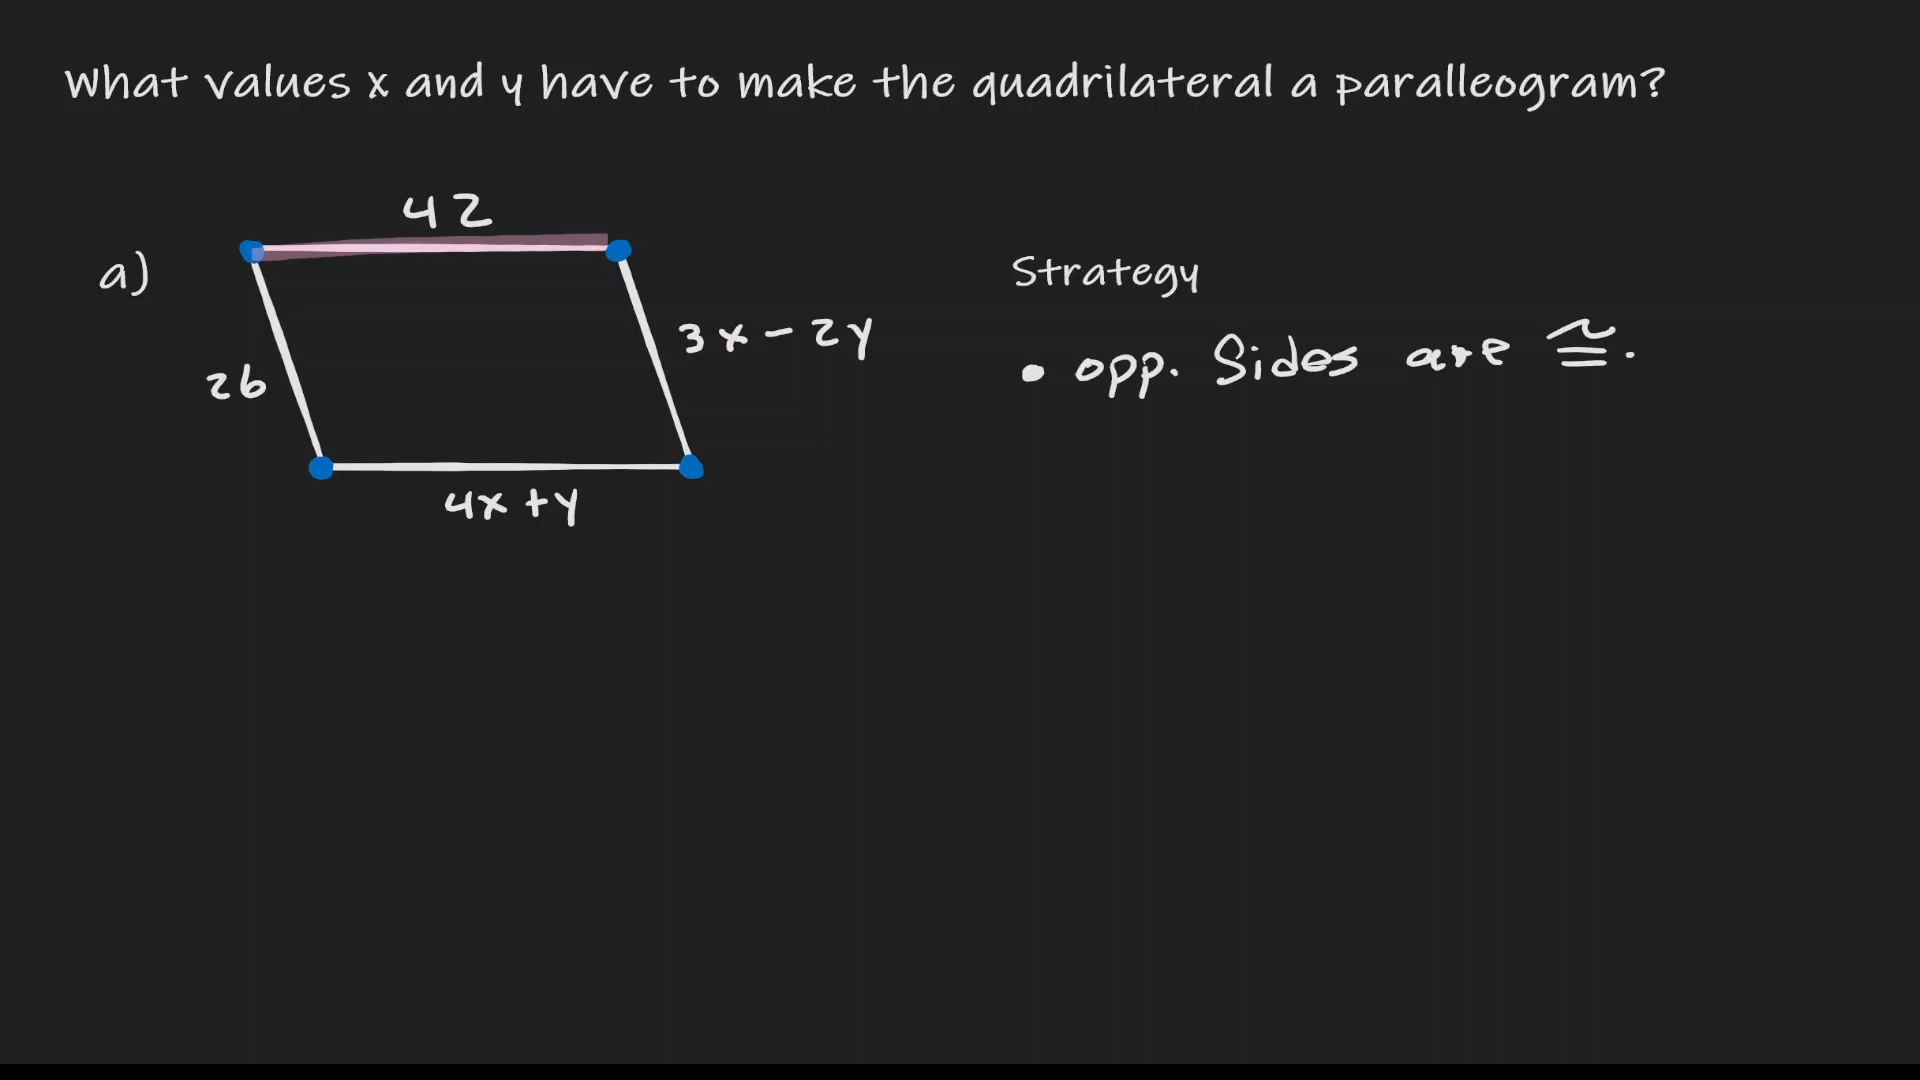 What values x and y have to make the quadrilateral a paralleogram?
42
a)
Strategy
3x - 2y
• opp. Sides are ≅.
26
4x + y